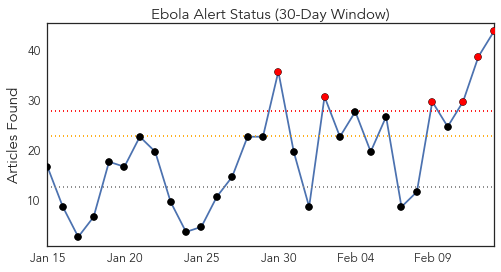 Ebola Alert Status (30-Day Window)
Articles Found
40
30
20
10
Jan 15 Jan 20 Jan 25 Jan 30 Feb 04 Feb 09